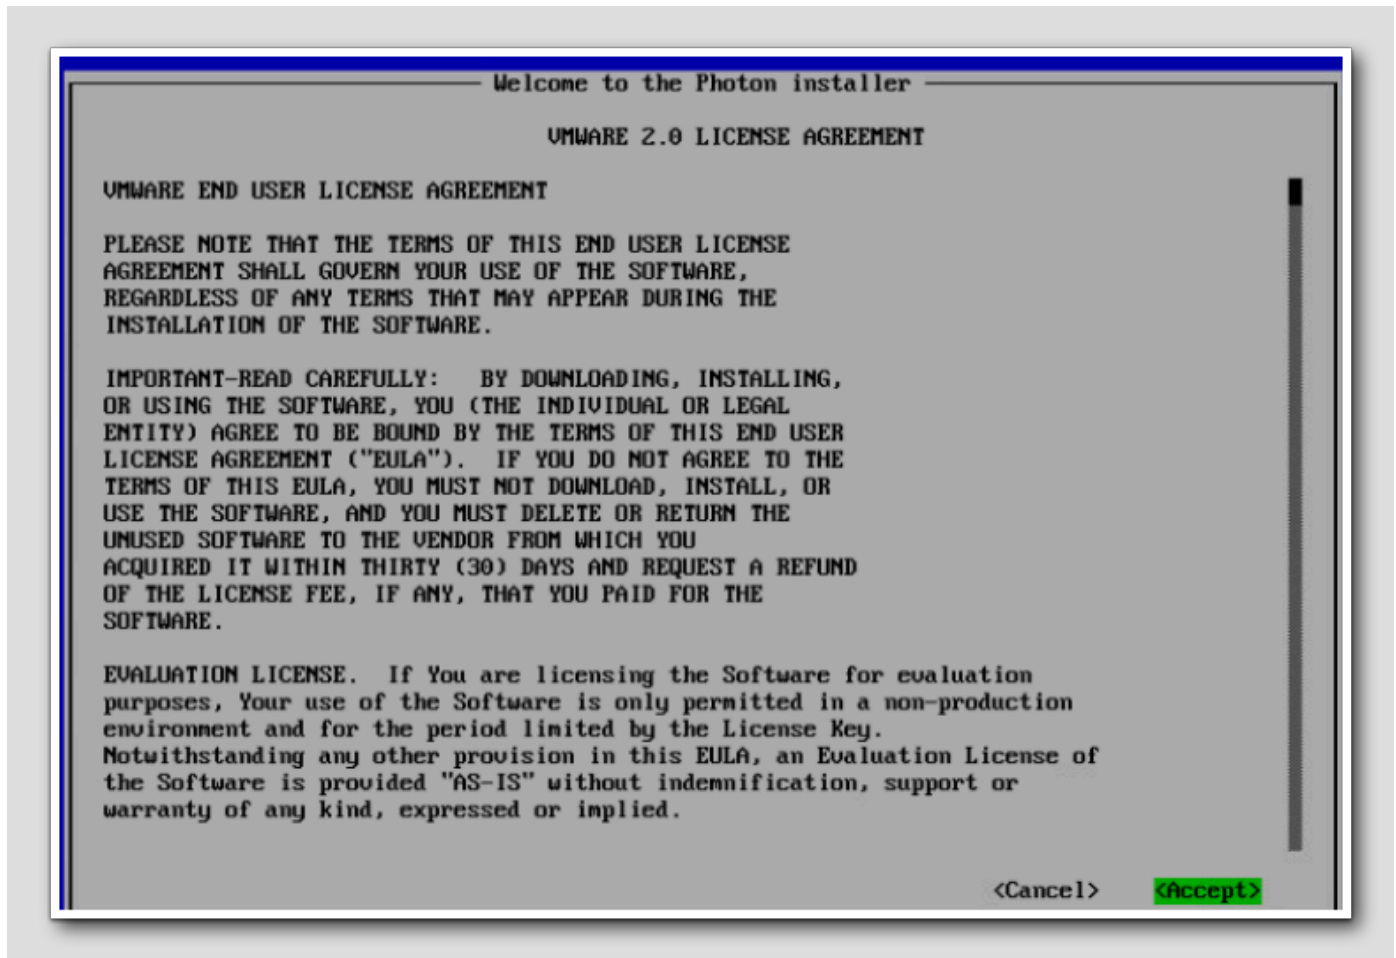 Welcome to the Photon installer
VMWARE 2.0 LICENSE AGREEMENT
VMWARE END USER LICENSE AGREEMENT
PLEASE NOTE THAT THE TERMS OF THIS END USER LICENSE
AGREEMENT SHALL GOVERN YOUR USE OF THE SOFTWARE,
REGARDLESS OF ANY TERMS THAT MAY APPEAR DURING THE
INSTALLATION OF THE SOFTWARE.
IMPORTANT-READ CAREFULLY:   BY DOWNLOADING, INSTALLING,
OR USING THE SOFTWARE, YOU (THE INDIVIDUAL OR LEGAL
ENTITY) AGREE TO BE BOUND BY THE TERMS OF THIS END USER
LICENSE AGREEMENT ("EULA").  IF YOU DO NOT AGREE TO THE
TERMS OF THIS EULA, YOU MUST NOT DOWNLOAD, INSTALL, OR
USE THE SOFTWARE, AND YOU MUST DELETE OR RETURN THE
UNUSED SOFTWARE TO THE VENDOR FROM WHICH YOU
ACQUIRED IT WITHIN THIRTY (30) DAYS AND REQUEST A REFUND
OF THE LICENSE FEE, IF ANY, THAT YOU PAID FOR THE
SOFTWARE.
EVALUATION LICENSE.  If You are licensing the Software for evaluation
purposes, Your use of the Software is only permitted in a non-production
environment and for the period limited by the License Key.
Notwithstanding any other provision in this EULA, an Evaluation License of
the Software is provided "AS-IS" without indemnification, support or
warranty of any kind, expressed or implied.
<Cancel>    <Accept>